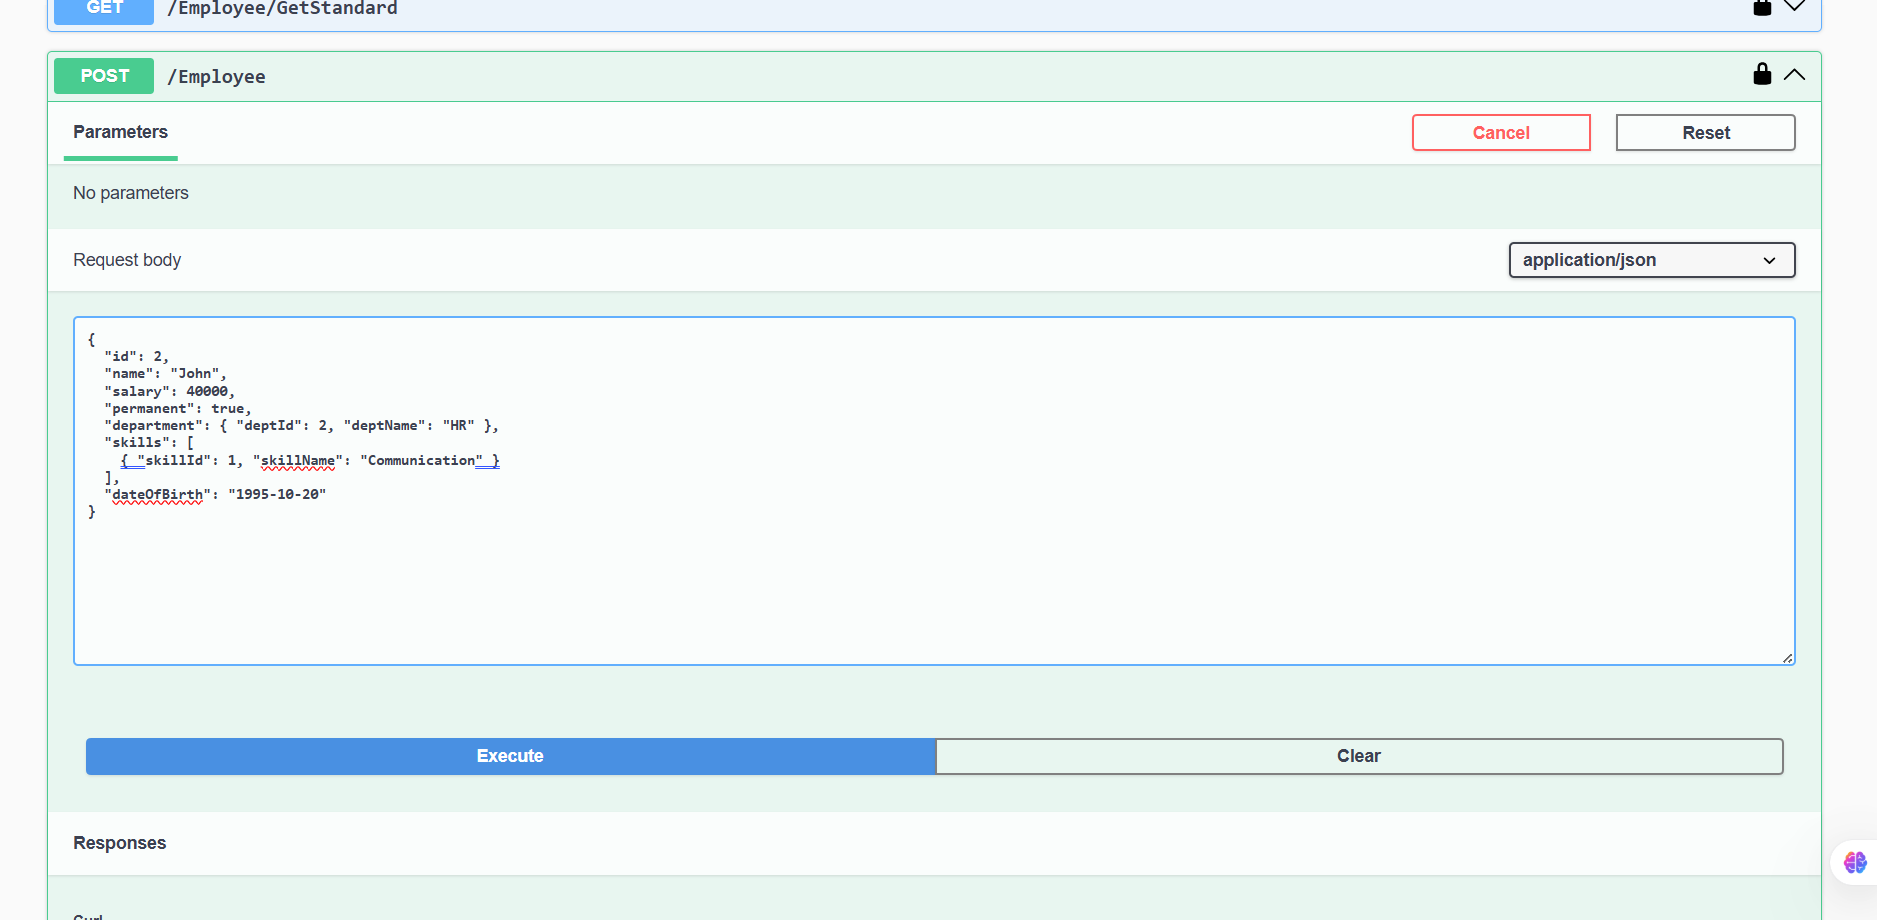 GET /Employee/GetStandard
POST /Employee
Parameters
Cancel
Reset
No parameters
Request body
application/json
{
  "id": 2,
  "name": "John",
  "salary": 40000,
  "permanent": true,
  "department": { "deptId": 2, "deptName": "HR" },
  "skills": [
    { "skillId": 1, "skillName": "Communication" }
  ],
  "dateOfBirth": "1995-10-20"
}
Execute
Clear
Responses
Curl